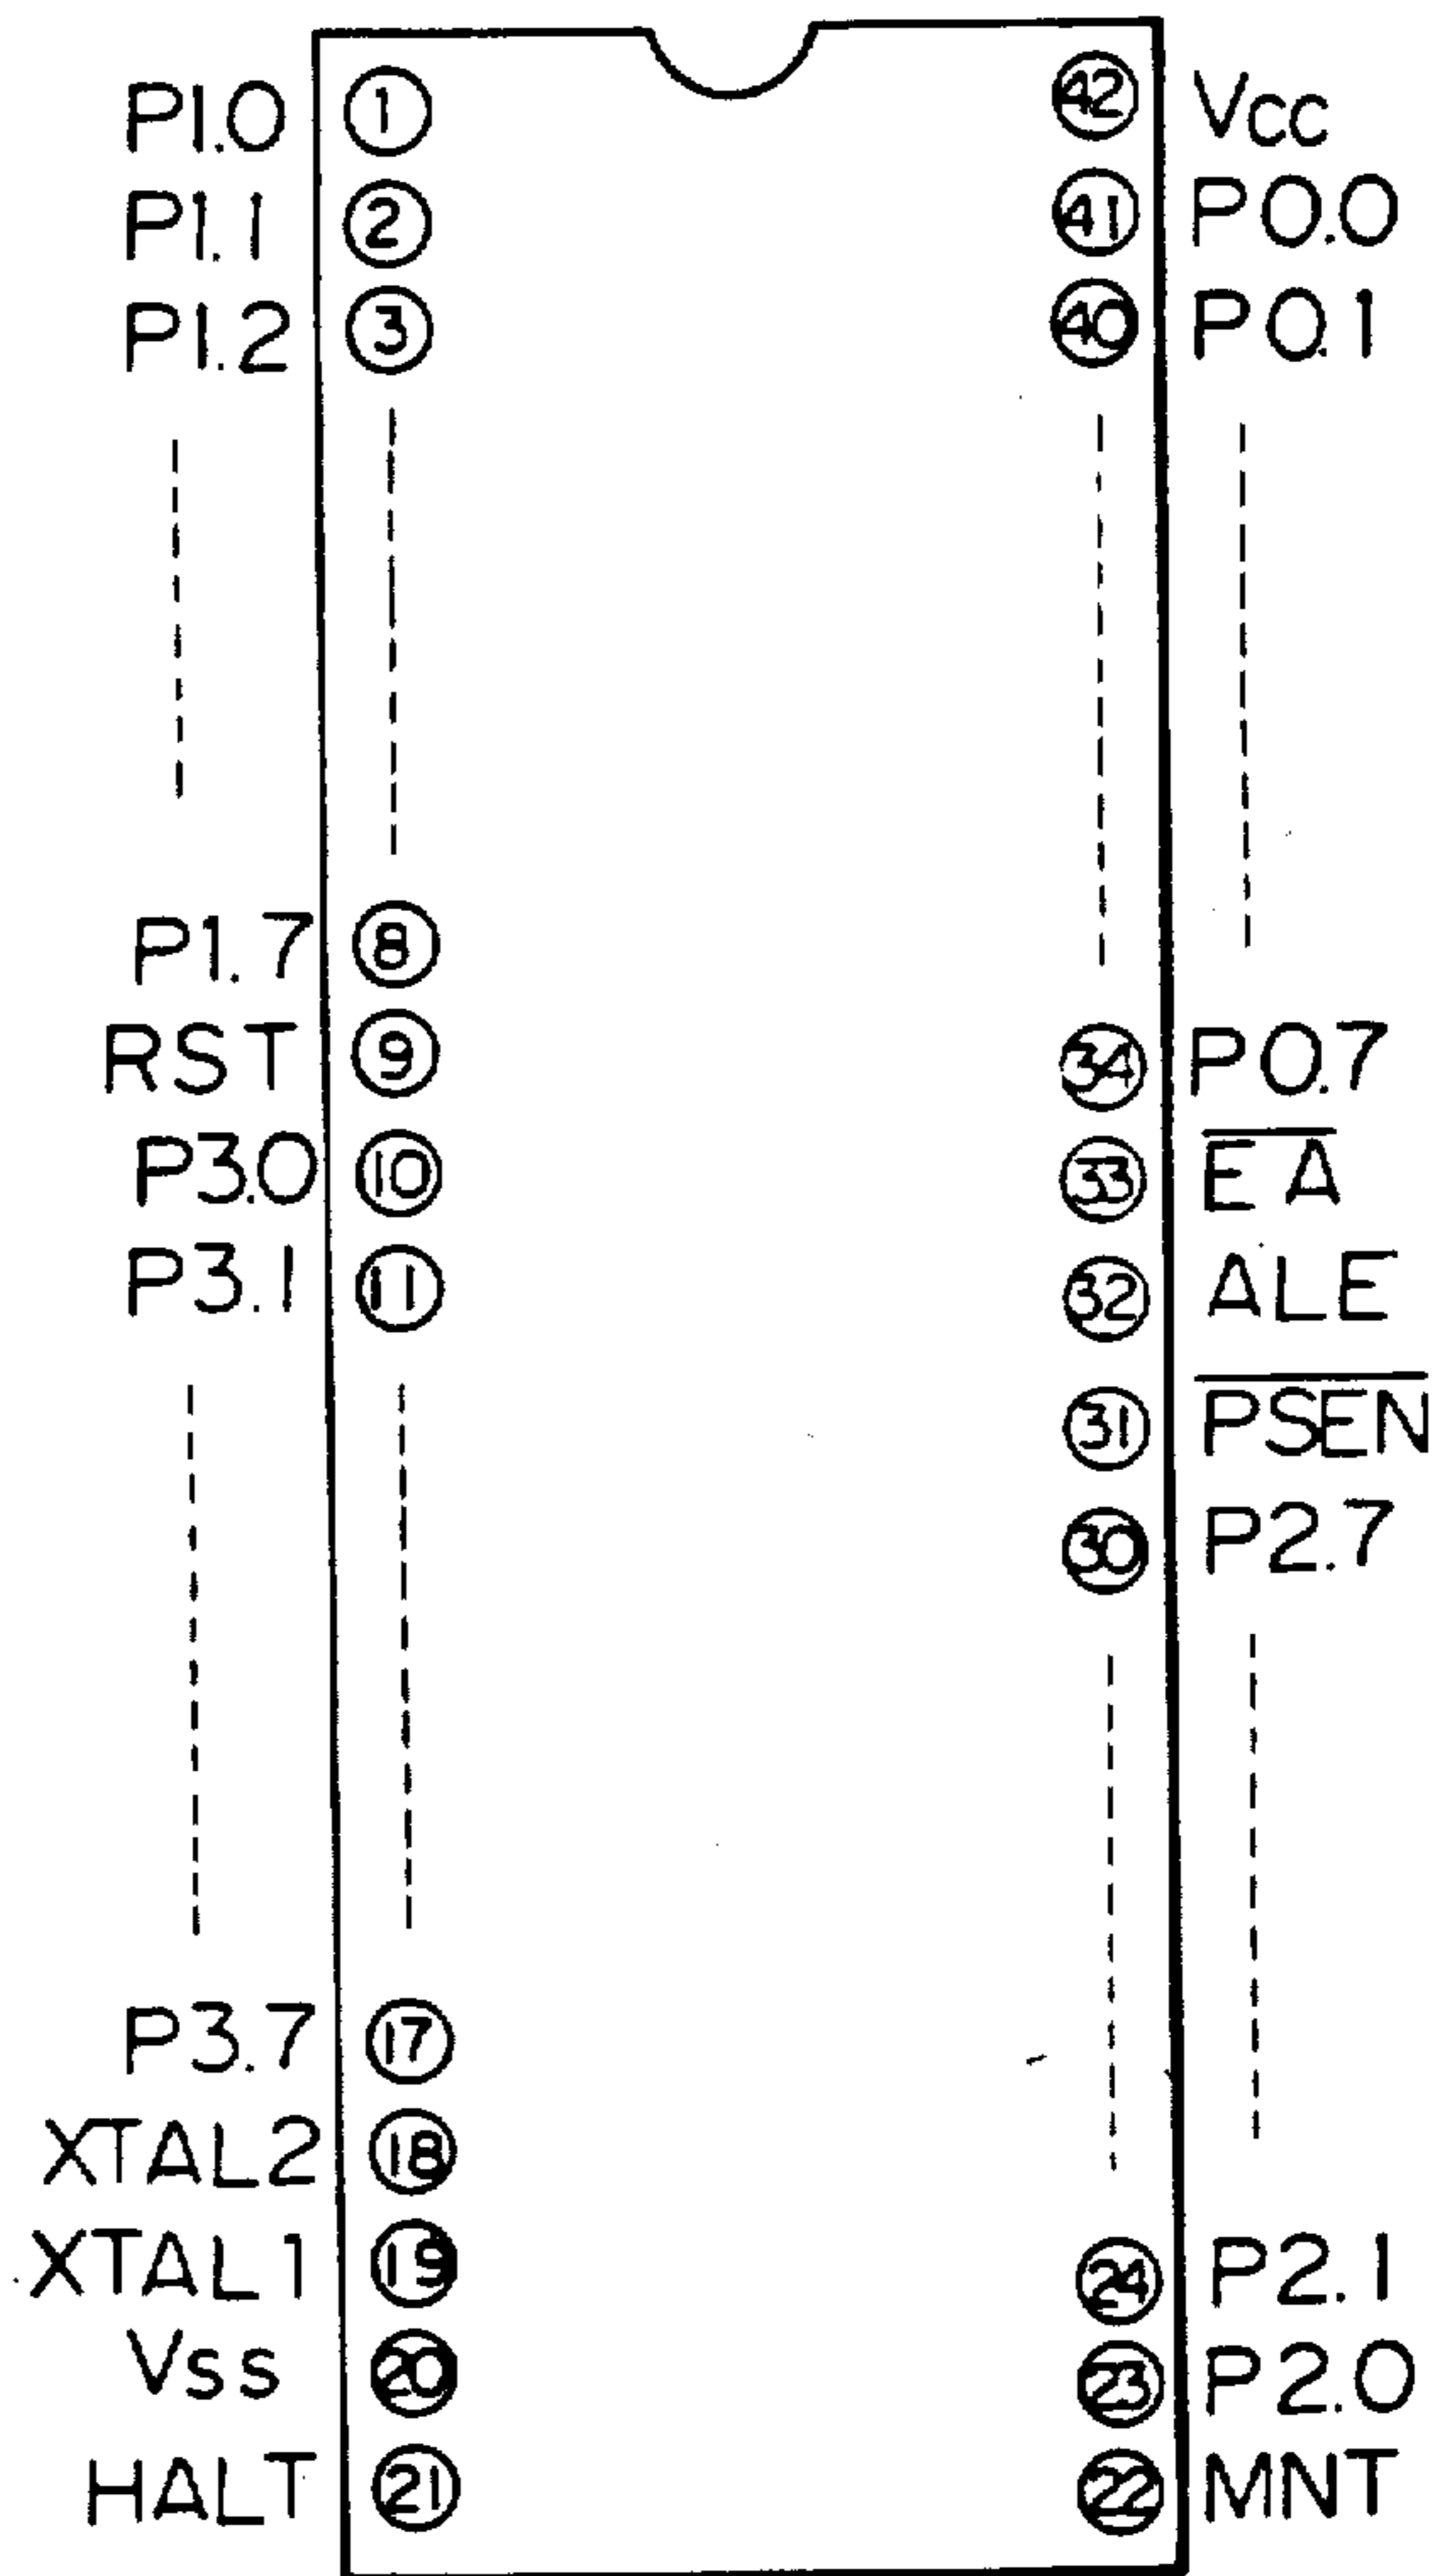 P1.0 1 42 Vcc
P1.1 2 41 P0.0
P1.2 3 40 P0.1
P1.7 8
RST 9 34 P0.7
P3.0 10 33 E̅A̅
P3.1 11 32 ALE
31 P̅S̅E̅N̅
30 P2.7
P3.7 17
XTAL2 18
XTAL1 19 24 P2.1
Vss 20 23 P2.0
HALT 21 22 MNT